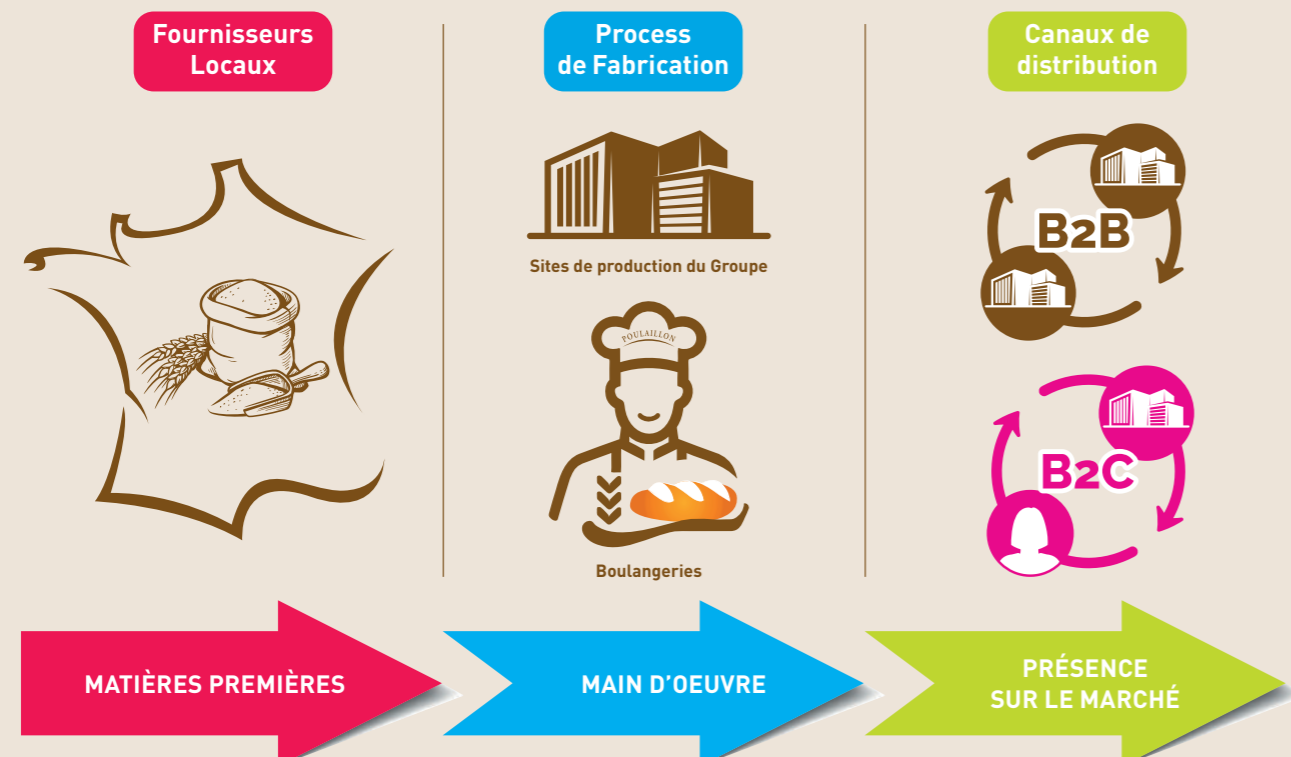 Fournisseurs
Locaux
Process
de Fabrication
Canaux de
distribution
Sites de production du Groupe
POULAILLON
Boulangeries
B2B
B2C
MATIÈRES PREMIÈRES
MAIN D'OEUVRE
PRÉSENCE
SUR LE MARCHÉ